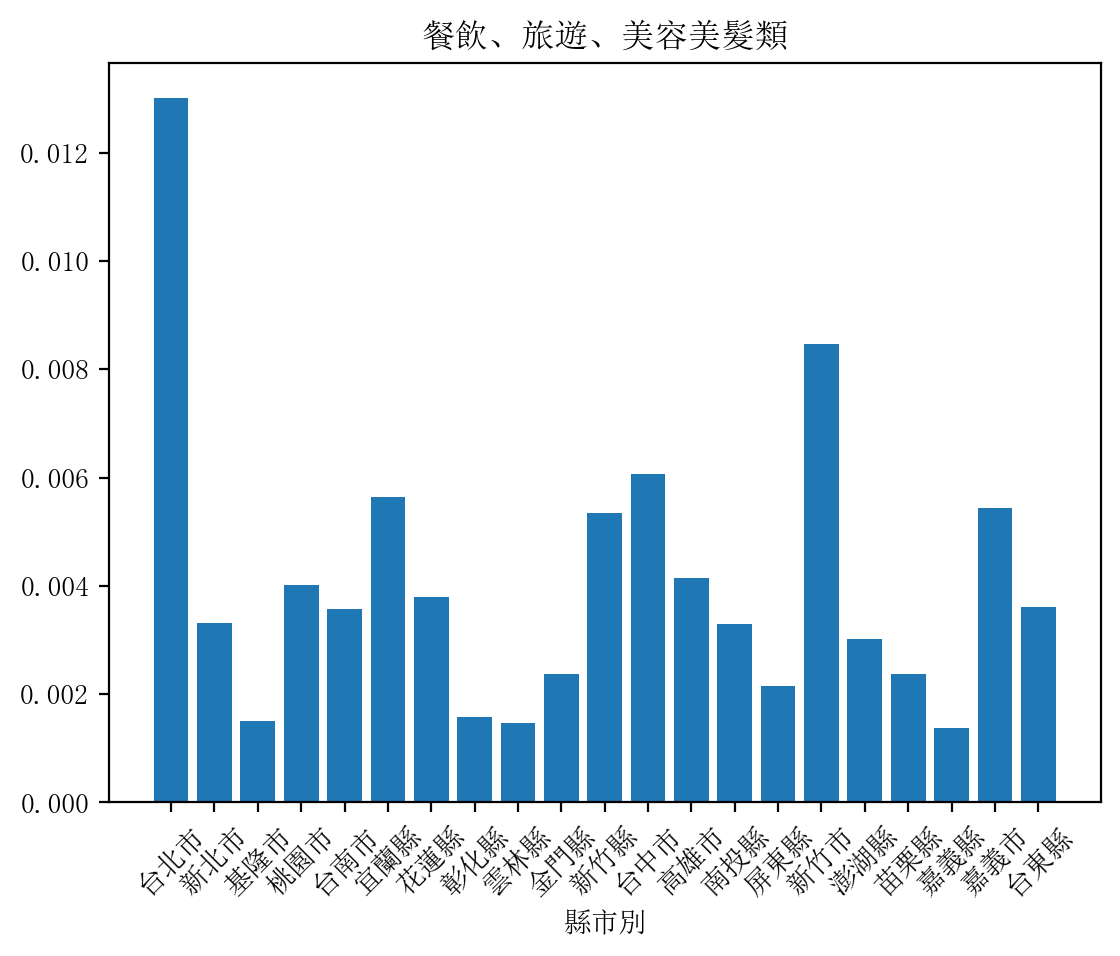 餐飲、旅遊、美容美髮類
0.012
0.010
0.008
0.006
0.004
0.002
0.000
台北市
新北市
基隆市
桃園市
台南市
宜蘭縣
花蓮縣
彰化縣
雲林縣
金門縣
新竹縣
台中市
高雄市
南投縣
屏東縣
新竹市
澎湖縣
苗栗縣
嘉義縣
嘉義市
台東縣
縣市別